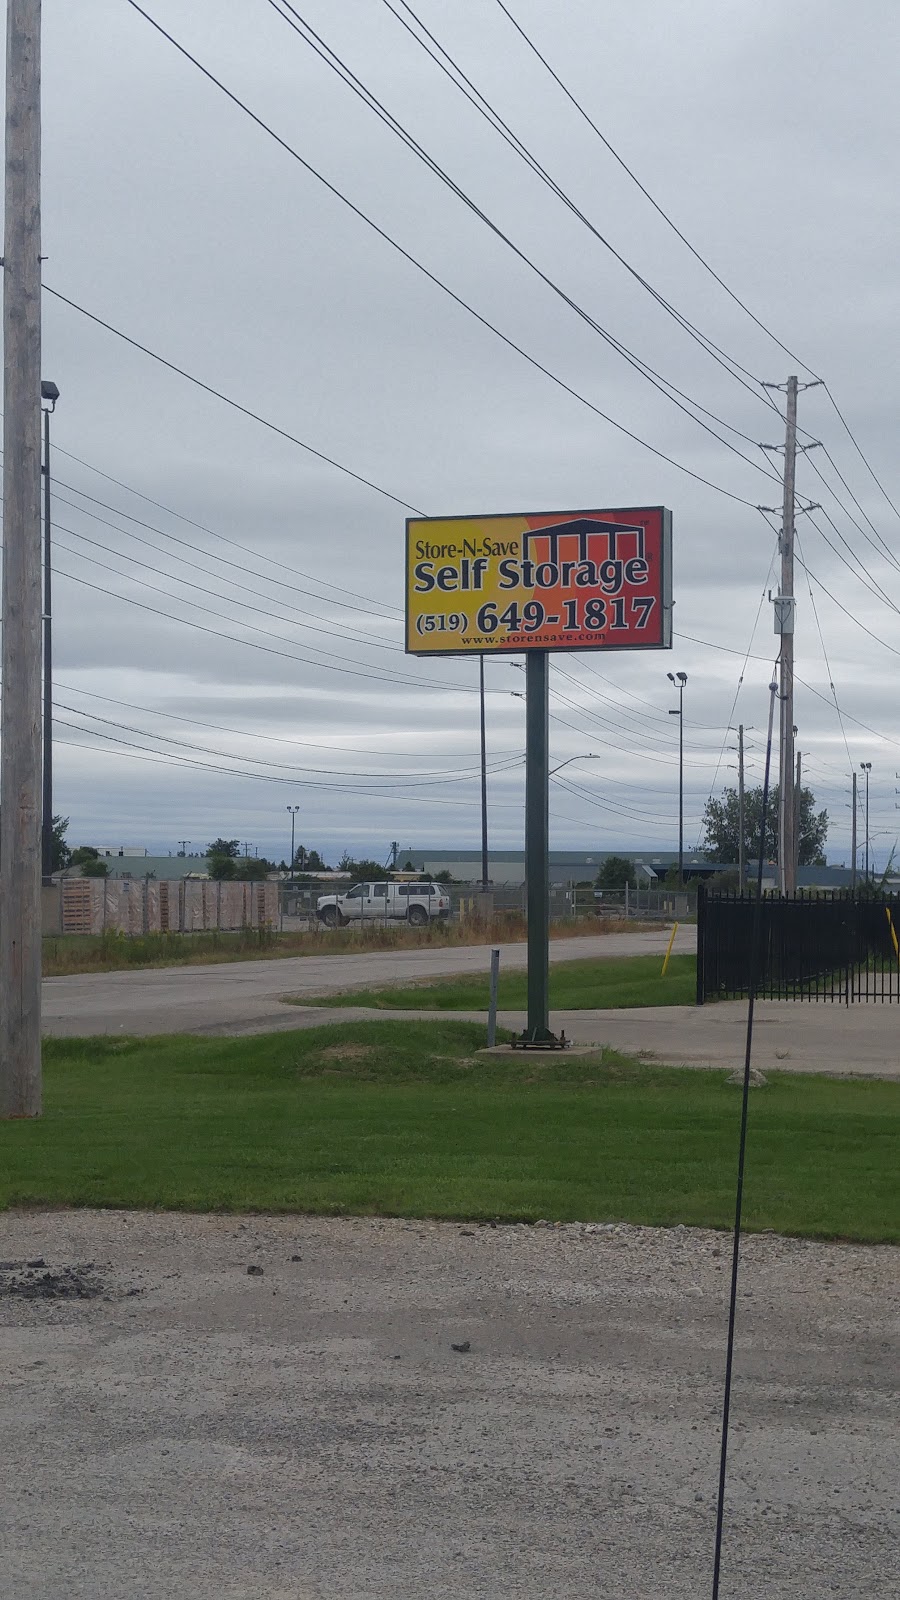 Store-N-Save
Self Storage
(519) 649-1817
www.storensave.com